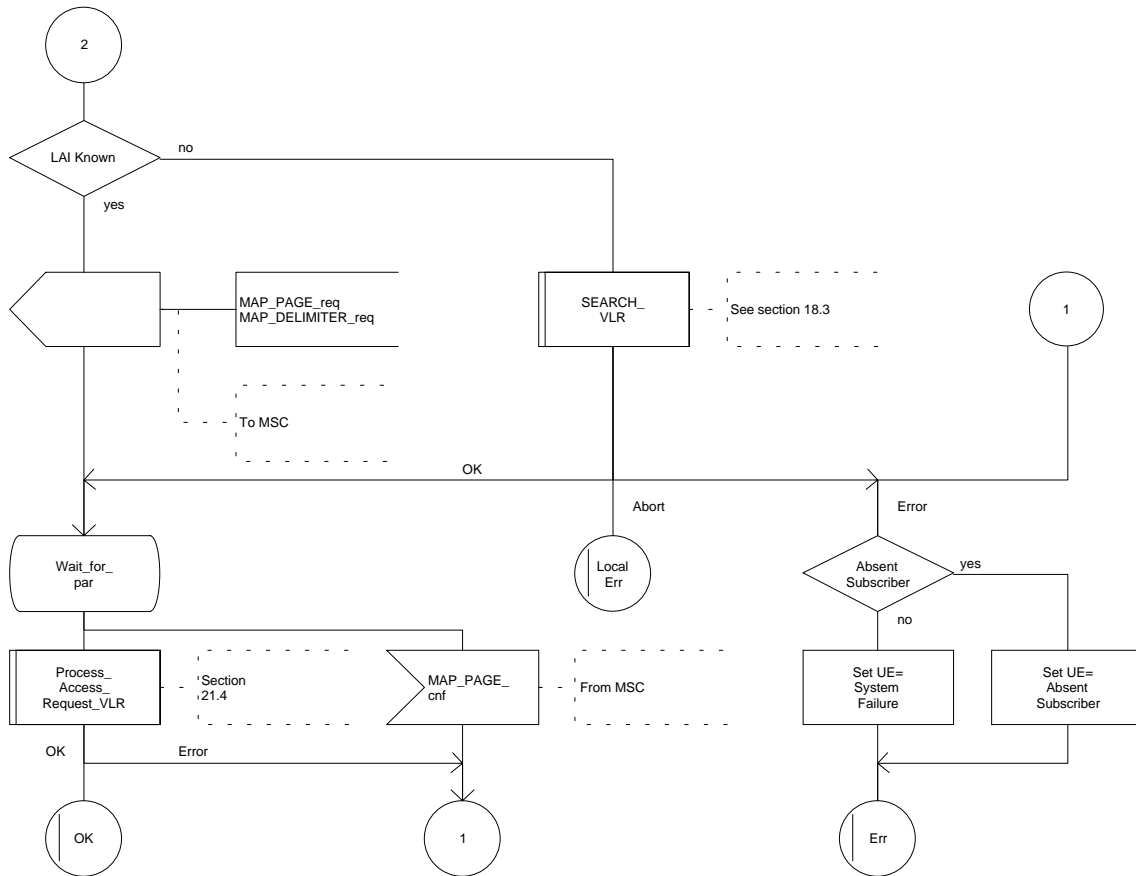 2
LAI Known
no
yes
MAP_PAGE_req
MAP_DELIMITER_req
SEARCH_
VLR
See section 18.3
1
To MSC
OK
Abort
Error
Wait_for_
par
Local
Err
Absent
Subscriber
yes
no
Process_
Access_
Request_VLR
Section
21.4
MAP_PAGE_
cnf
From MSC
Set UE=
System
Failure
Set UE=
Absent
Subscriber
OK
Error
OK
1
Err